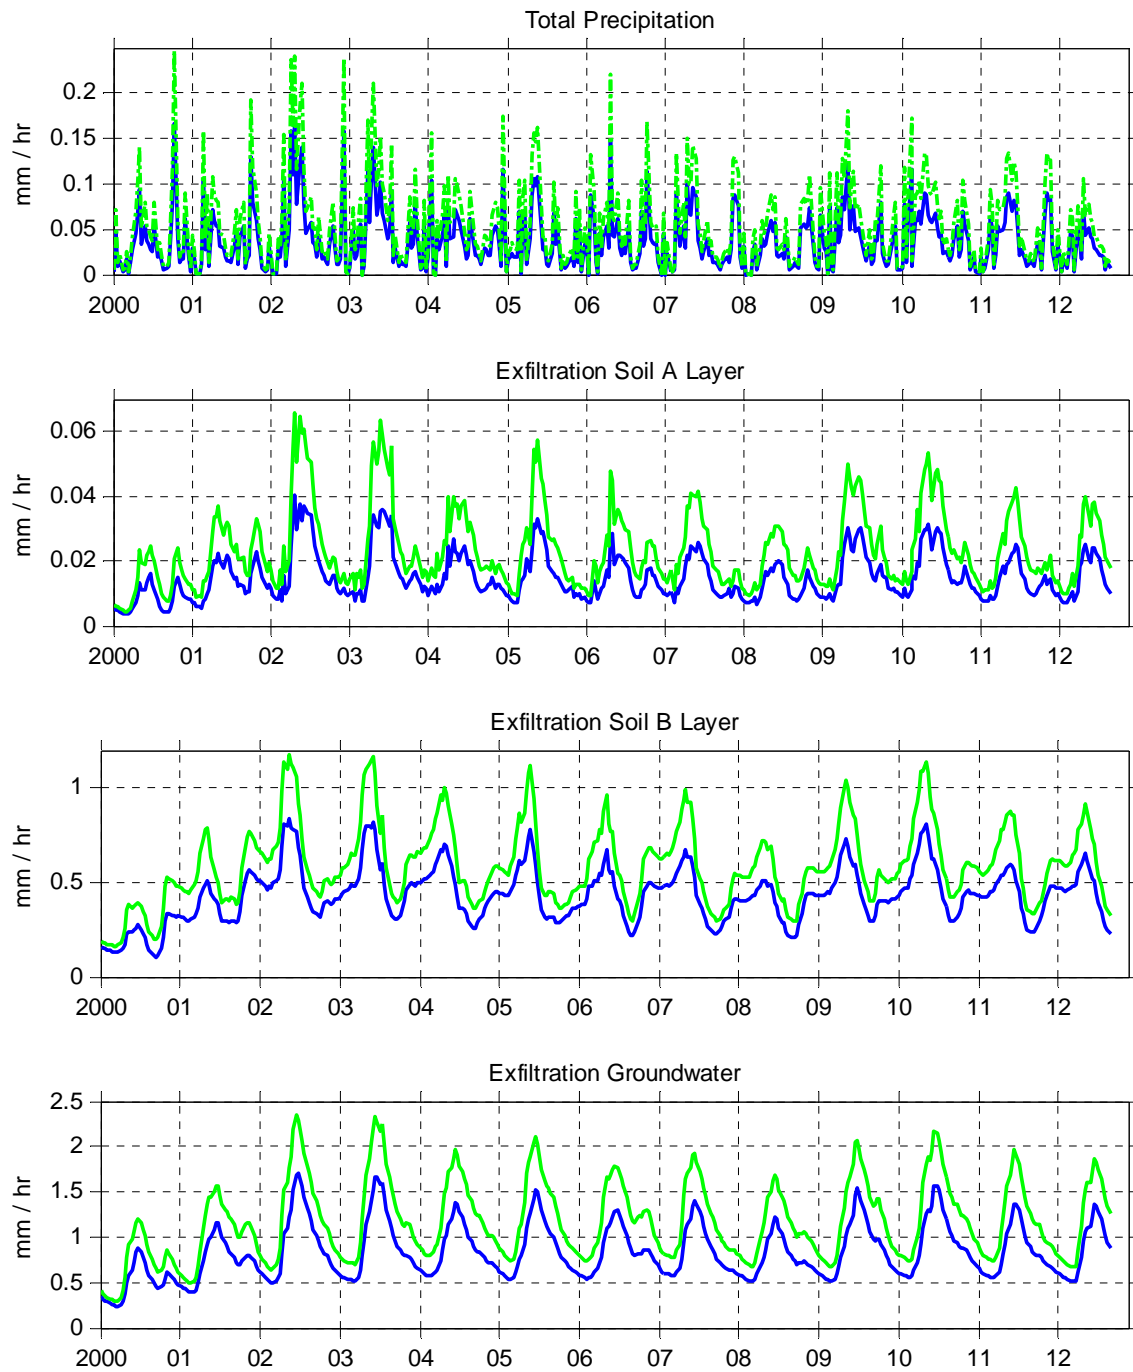 Total Precipitation
mm / hr
0.2
0.15
0.1
0.05
0
2000 01 02 03 04 05 06 07 08 09 10 11 12
Exfiltration Soil A Layer
mm / hr
0.06
0.04
0.02
0
2000 01 02 03 04 05 06 07 08 09 10 11 12
Exfiltration Soil B Layer
mm / hr
1
0.5
0
2000 01 02 03 04 05 06 07 08 09 10 11 12
Exfiltration Groundwater
mm / hr
2.5
2
1.5
1
0.5
0
2000 01 02 03 04 05 06 07 08 09 10 11 12